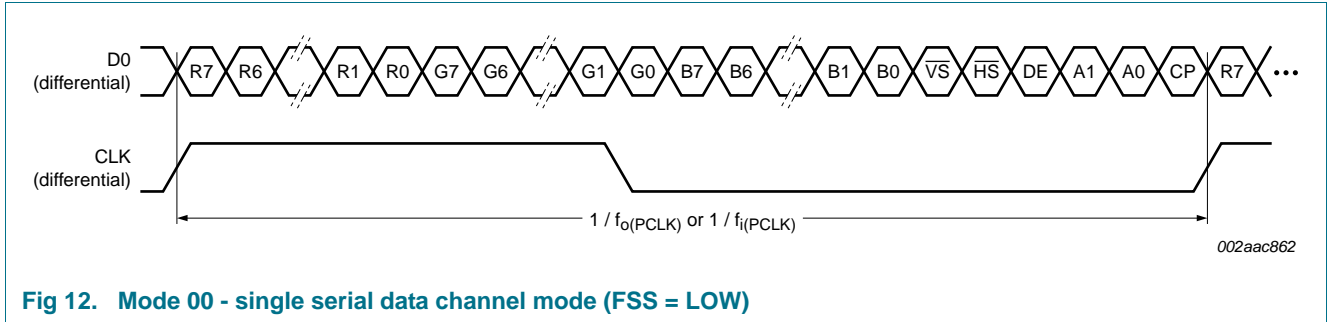 D0
(differential)
R7 R6 R1 R0 G7 G6 G1 G0 B7 B6 B1 B0 V̅S̅ H̅S̅ DE A1 A0 CP R7 •••
CLK
(differential)
1 / fo(PCLK) or 1 / fi(PCLK)
002aac862
Fig 12. Mode 00 - single serial data channel mode (FSS = LOW)